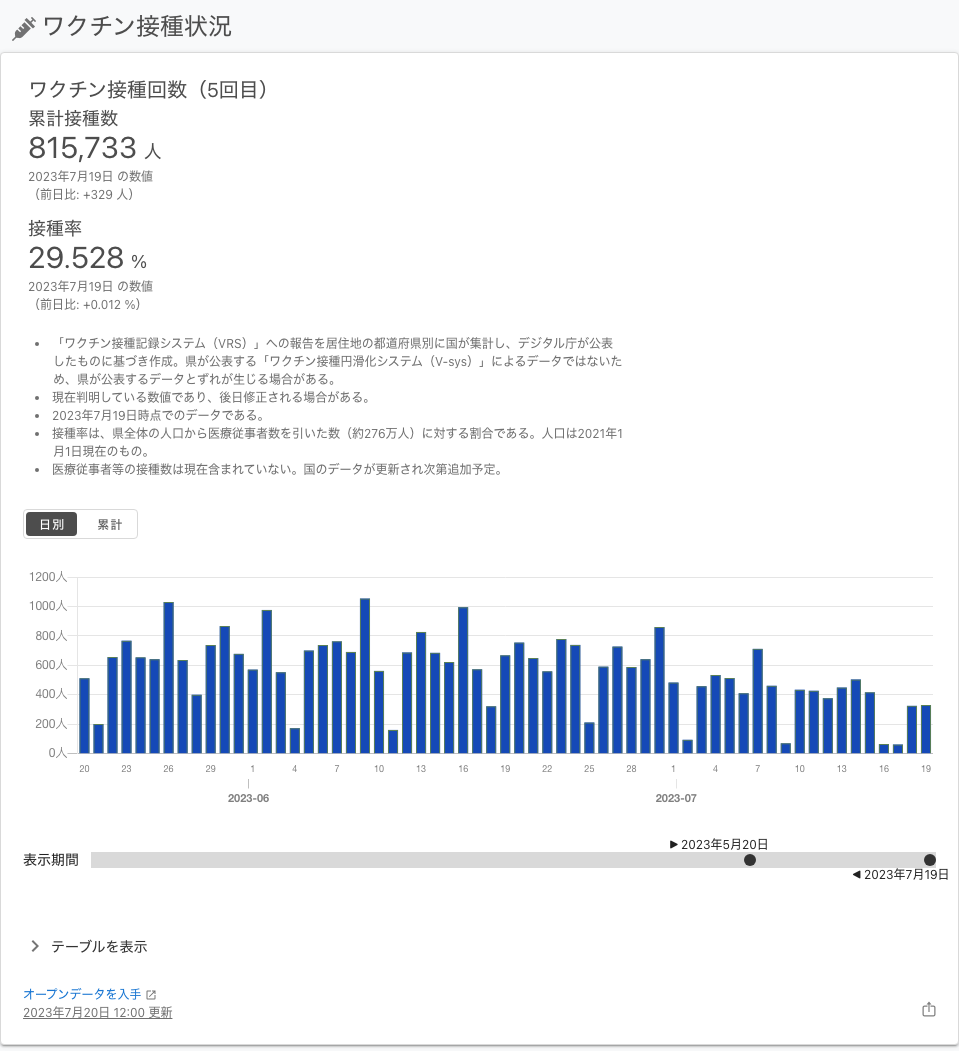 ワクチン接種状況
ワクチン接種回数（5回目）
累計接種数
815,733 人
2023年7月19日 の数値
（前日比: +329 人）
接種率
29.528 %
2023年7月19日 の数値
（前日比: +0.012 %）
• 「ワクチン接種記録システム（VRS）」への報告を居住地の都道府県別に国が集計し、デジタル庁が公表
したものに基づき作成。県が公表する「ワクチン接種円滑化システム（V-sys）」によるデータではないた
め、県が公表するデータとずれが生じる場合がある。
• 現在判明している数値であり、後日修正される場合がある。
• 2023年7月19日時点でのデータである。
• 接種率は、県全体の人口から医療従事者数を引いた数（約276万人）に対する割合である。人口は2021年1
月1日現在のもの。
• 医療従事者等の接種数は現在含まれていない。国のデータが更新され次第追加予定。
日別 累計
1200人
1000人
800人
600人
400人
200人
0人
20 23 26 29 1 4 7 10 13 16 19 22 25 28 1 4 7 10 13 16 19
2023-06 2023-07
▶ 2023年5月20日
表示期間
◀ 2023年7月19日
テーブルを表示
オープンデータを入手
2023年7月20日 12:00 更新